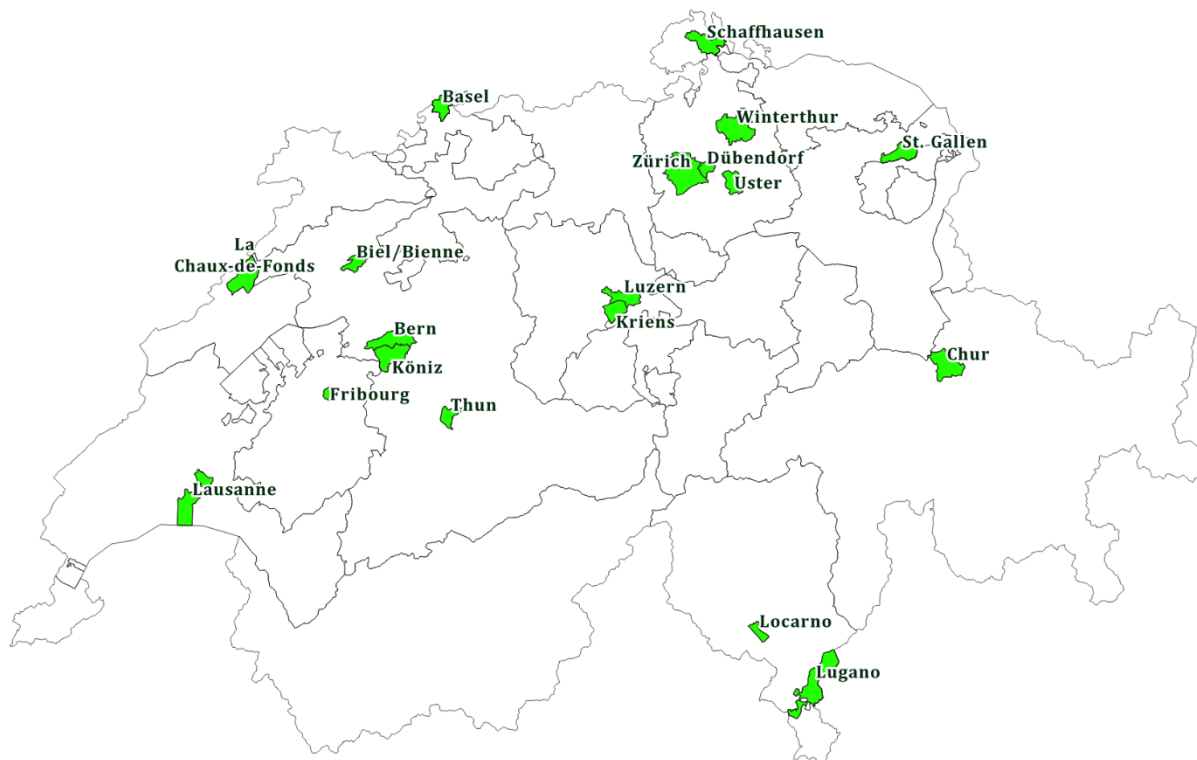 Schaffhausen
Basel
Winterthur
St. Gallen
Zürich
Dübendorf
Uster
La
Chaux-de-Fonds
Biel/Bienne
Luzern
Kriens
Bern
Köniz
Chur
Fribourg
Thun
Lausanne
Locarno
Lugano